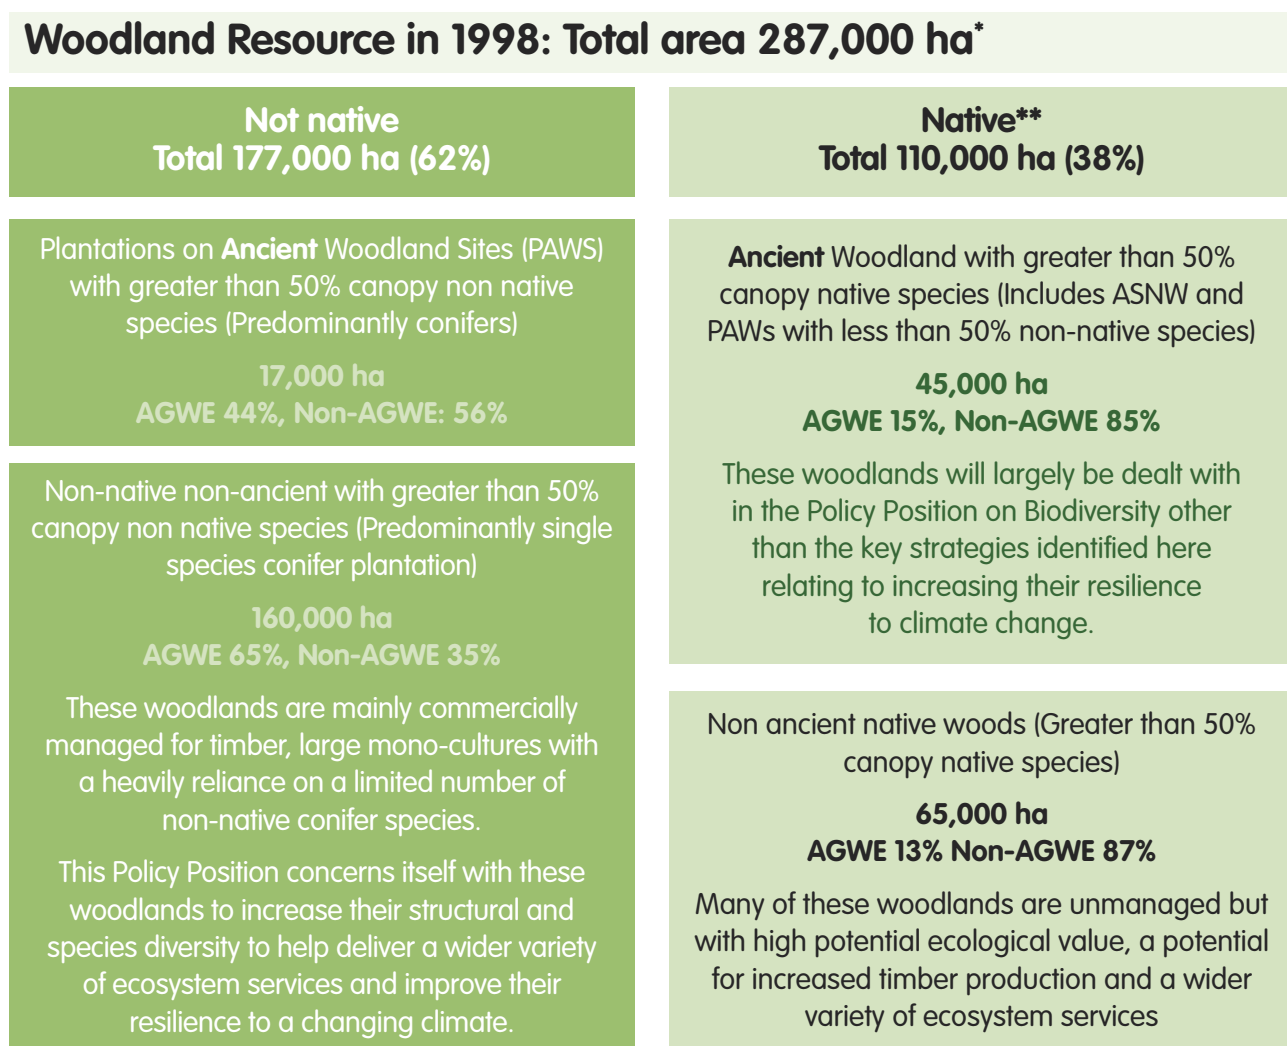 Woodland Resource in 1998: Total area 287,000 ha*
Not native
Total 177,000 ha (62%)
Plantations on Ancient Woodland Sites (PAWS)
with greater than 50% canopy non native
species (Predominantly conifers)
17,000 ha
AGWE 44%, Non-AGWE: 56%
Non-native non-ancient with greater than 50%
canopy non native species (Predominantly single
species conifer plantation)
160,000 ha
AGWE 65%, Non-AGWE 35%
These woodlands are mainly commercially
managed for timber, large mono-cultures with
a heavily reliance on a limited number of
non-native conifer species.
This Policy Position concerns itself with these
woodlands to increase their structural and
species diversity to help deliver a wider variety
of ecosystem services and improve their
resilience to a changing climate.
Native**
Total 110,000 ha (38%)
Ancient Woodland with greater than 50%
canopy native species (Includes ASNW and
PAWs with less than 50% non-native species)
45,000 ha
AGWE 15%, Non-AGWE 85%
These woodlands will largely be dealt with
in the Policy Position on Biodiversity other
than the key strategies identified here
relating to increasing their resilience
to climate change.
Non ancient native woods (Greater than 50%
canopy native species)
65,000 ha
AGWE 13% Non-AGWE 87%
Many of these woodlands are unmanaged but
with high potential ecological value, a potential
for increased timber production and a wider
variety of ecosystem services